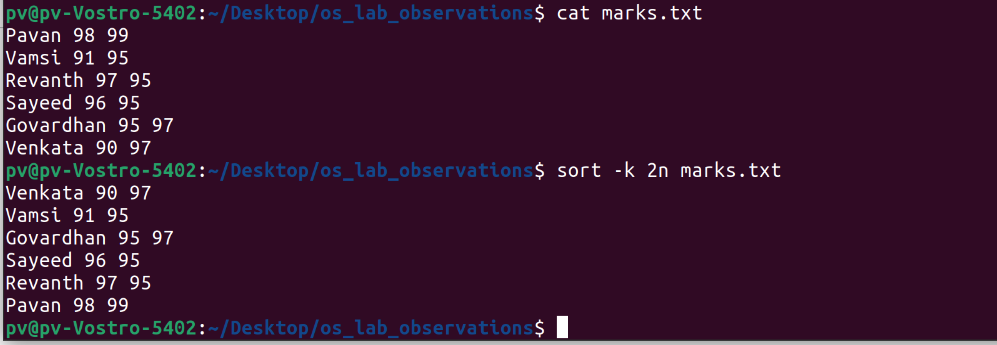 pv@pv-Vostro-5402:~/Desktop/os_lab_observations$ cat marks.txt
Pavan 98 99
Vamsi 91 95
Revanth 97 95
Sayeed 96 95
Govardhan 95 97
Venkata 90 97
pv@pv-Vostro-5402:~/Desktop/os_lab_observations$ sort -k 2n marks.txt
Venkata 90 97
Vamsi 91 95
Govardhan 95 97
Sayeed 96 95
Revanth 97 95
Pavan 98 99
pv@pv-Vostro-5402:~/Desktop/os_lab_observations$